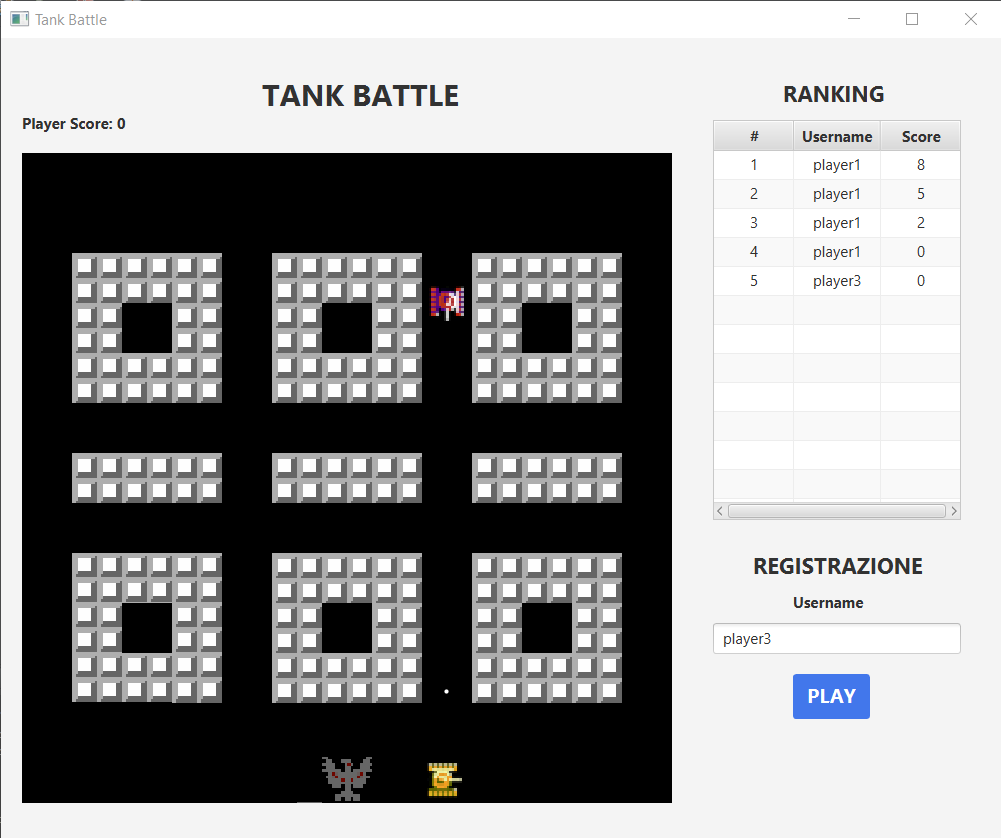 Tank Battle
TANK BATTLE
Player Score: 0
RANKING
# Username Score
1 player1 8
2 player1 5
3 player1 2
4 player1 0
5 player3 0
REGISTRAZIONE
Username
player3
PLAY